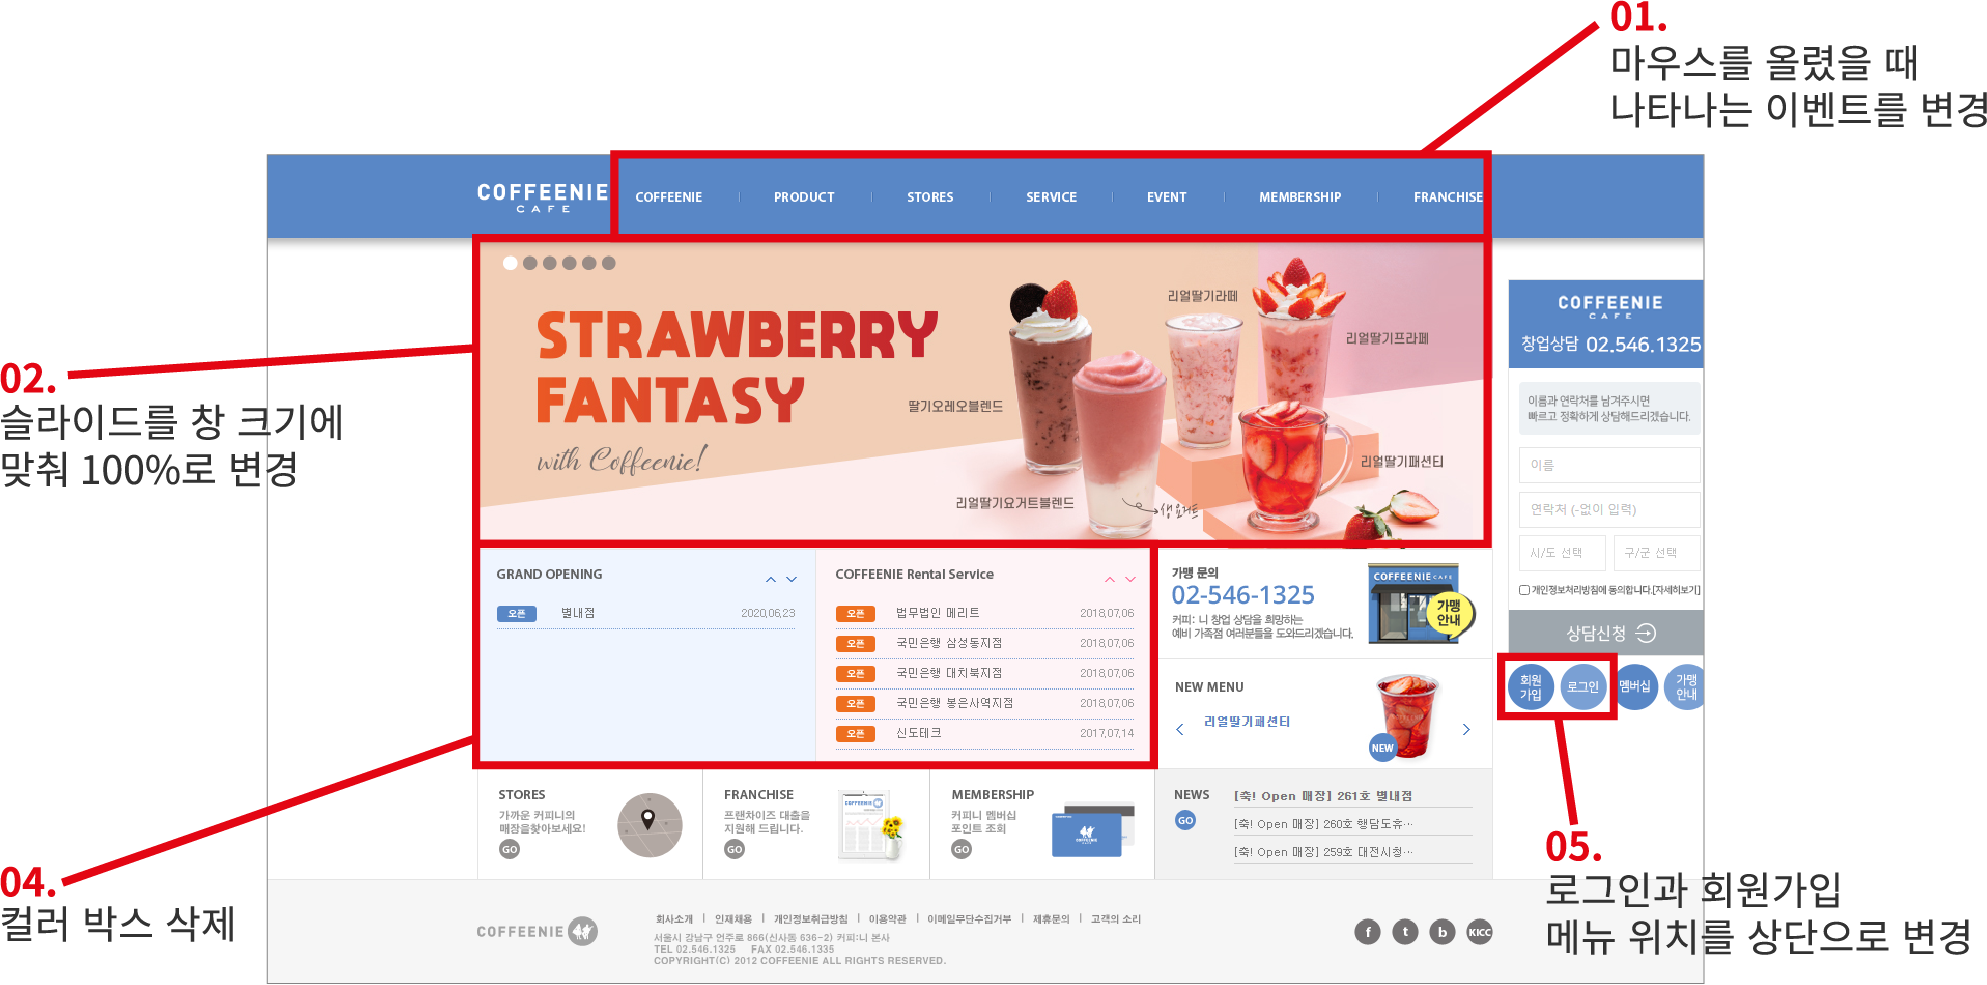 01.
마우스를 올렸을 때
나타나는 이벤트를 변경
COFFEENIE
CAFE
COFFEENIE
PRODUCT
STORES
SERVICE
EVENT
MEMBERSHIP
FRANCHISE
STRAWBERRY
FANTASY
with Coffeenie!
리얼딸기라떼
리얼딸기프라페
딸기오레오블렌드
리얼딸기패션티
리얼딸기요거트블렌드
생요거트
02.
슬라이드를 창 크기에
맞춰 100%로 변경
COFFEENIE
CAFE
창업상담 02.546.1325
이름과 연락처를 남겨주시면
빠르고 정확하게 상담해드리겠습니다.
이름
연락처 (-없이 입력)
시/도 선택
구/군 선택
개인정보처리방침에 동의합니다.[자세히보기]
상담신청
회원
가입
로그인
멤버십
가맹
안내
GRAND OPENING
오픈 별내점 2020.06.23
COFFEENIE Rental Service
오픈 법무법인 메리트 2018.07.06
오픈 국민은행 삼성동지점 2018.07.06
오픈 국민은행 대치북지점 2018.07.06
오픈 국민은행 봉은사역지점 2018.07.06
오픈 신도테크 2017.07.14
가맹 문의
02-546-1325
커피: 니 창업 상담을 희망하는
예비 가족점 여러분들을 도와드리겠습니다.
COFFEENIE CAFE
가맹
안내
NEW MENU
리얼딸기패션티
NEW
STORES
가까운 커피니의
매장을찾아보세요!
GO
FRANCHISE
프랜차이즈 대출을
지원해 드립니다.
GO
COFFEENIE
MEMBERSHIP
커피니 멤버십
포인트 조회
GO
COFFEENIE
NEWS
GO
[축! Open 매장] 261호 별내점
[축! Open 매장] 260호 행담도휴…
[축! Open 매장] 259호 대전시청…
04.
컬러 박스 삭제
05.
로그인과 회원가입
메뉴 위치를 상단으로 변경
COFFEENIE
회사소개 | 인재채용 | 개인정보취급방침 | 이용약관 | 이메일무단수집거부 | 제휴문의 | 고객의 소리
서울시 강남구 언주로 866(신사동 636-2) 커피:니 본사
TEL 02.546.1325 FAX 02.546.1335
COPYRIGHT(C) 2012 COFFEENIE ALL RIGHTS RESERVED.
f
t
b
KICC